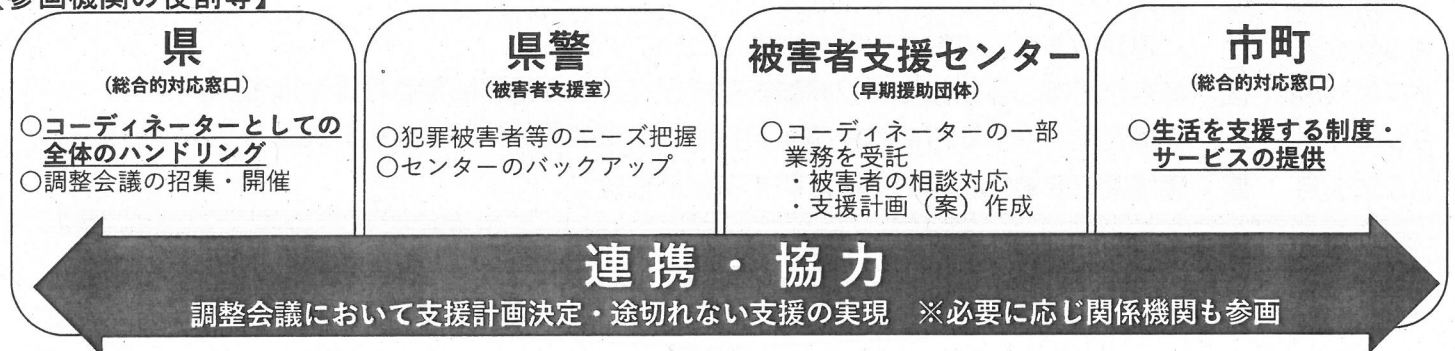 【参画機関の役割等】
県
(総合的対応窓口)
○コーディネーターとしての
全体のハンドリング
○調整会議の招集・開催
県警
(被害者支援室)
○犯罪被害者等のニーズ把握
○センターのバックアップ
被害者支援センター
(早期援助団体)
○コーディネーターの一部
業務を受託
・被害者の相談対応
・支援計画（案）作成
市町
(総合的対応窓口)
○生活を支援する制度・
サービスの提供
連携・協力
調整会議において支援計画決定・途切れない支援の実現　※必要に応じ関係機関も参画